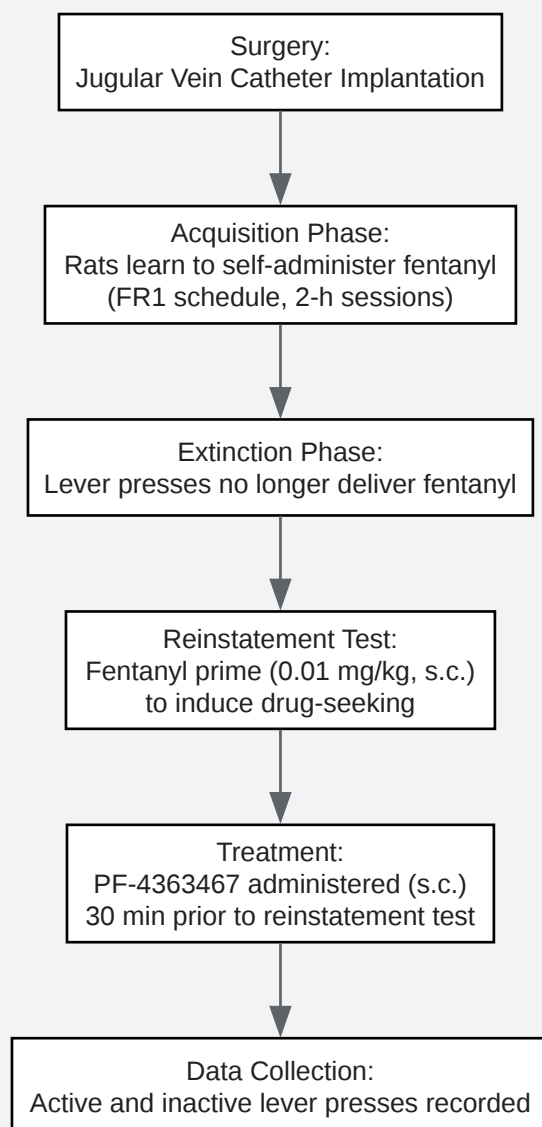 Surgery:
Jugular Vein Catheter Implantation
Acquisition Phase:
Rats learn to self-administer fentanyl
(FR1 schedule, 2-h sessions)
Extinction Phase:
Lever presses no longer deliver fentanyl
Reinstatement Test:
Fentanyl prime (0.01 mg/kg, s.c.)
to induce drug-seeking
Treatment:
PF-4363467 administered (s.c.)
30 min prior to reinstatement test
Data Collection:
Active and inactive lever presses recorded